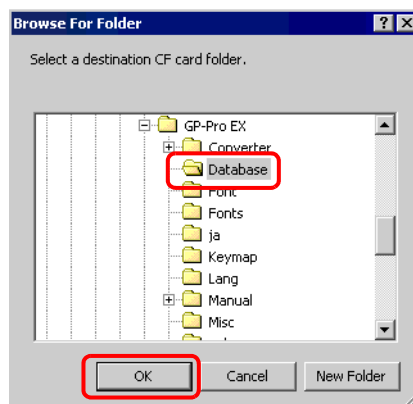 Browse For Folder
Select a destination CF card folder.
GP-Pro EX
Converter
Database
Font
Fonts
ja
Keymap
Lang
Manual
Misc
OK
Cancel
New Folder